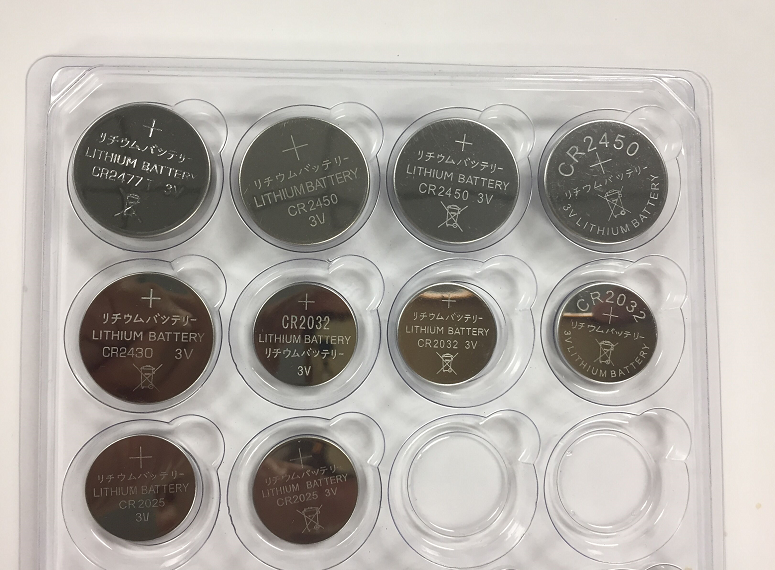 +
リチウムバッテリー
LITHIUM BATTERY
CR2477T 3V
+
リチウムバッテリー
LITHIUM BATTERY
CR2450
3V
+
リチウムバッテリー
LITHIUM BATTERY
CR2450 3V
CR2450
+
リチウムバッテリー
3V LITHIUM BATTERY
+
リチウムバッテリー
LITHIUM BATTERY
CR2430 3V
+
CR2032
LITHIUM BATTERY
リチウムバッテリー
3V
+
リチウムバッテリー
LITHIUM BATTERY
CR2032 3V
CR2032
+
リチウムバッテリー
3V LITHIUM BATTERY
+
リチウムバッテリー
LITHIUM BATTERY
CR2025
3V
+
リチウムバッテリー
LITHIUM BATTERY
CR2025 3V